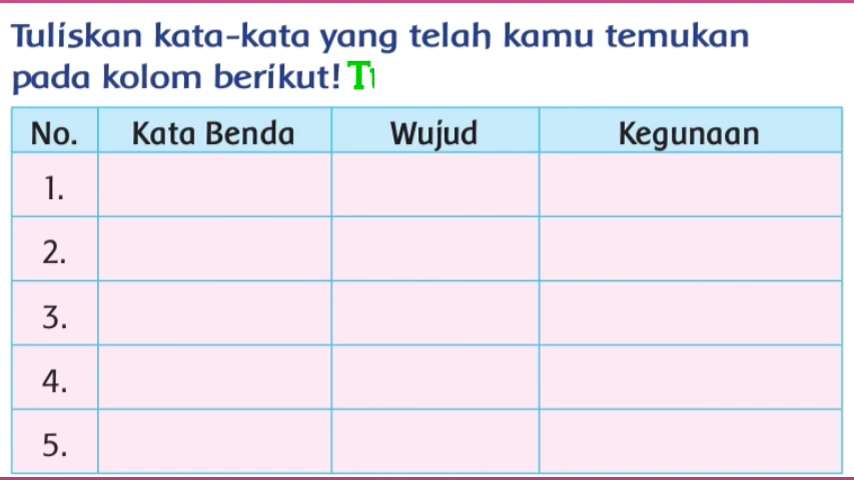 Tuliskan kata-kata yang telah kamu temukan
pada kolom berikut!
No. Kata Benda Wujud Kegunaan
1.
2.
3.
4.
5.